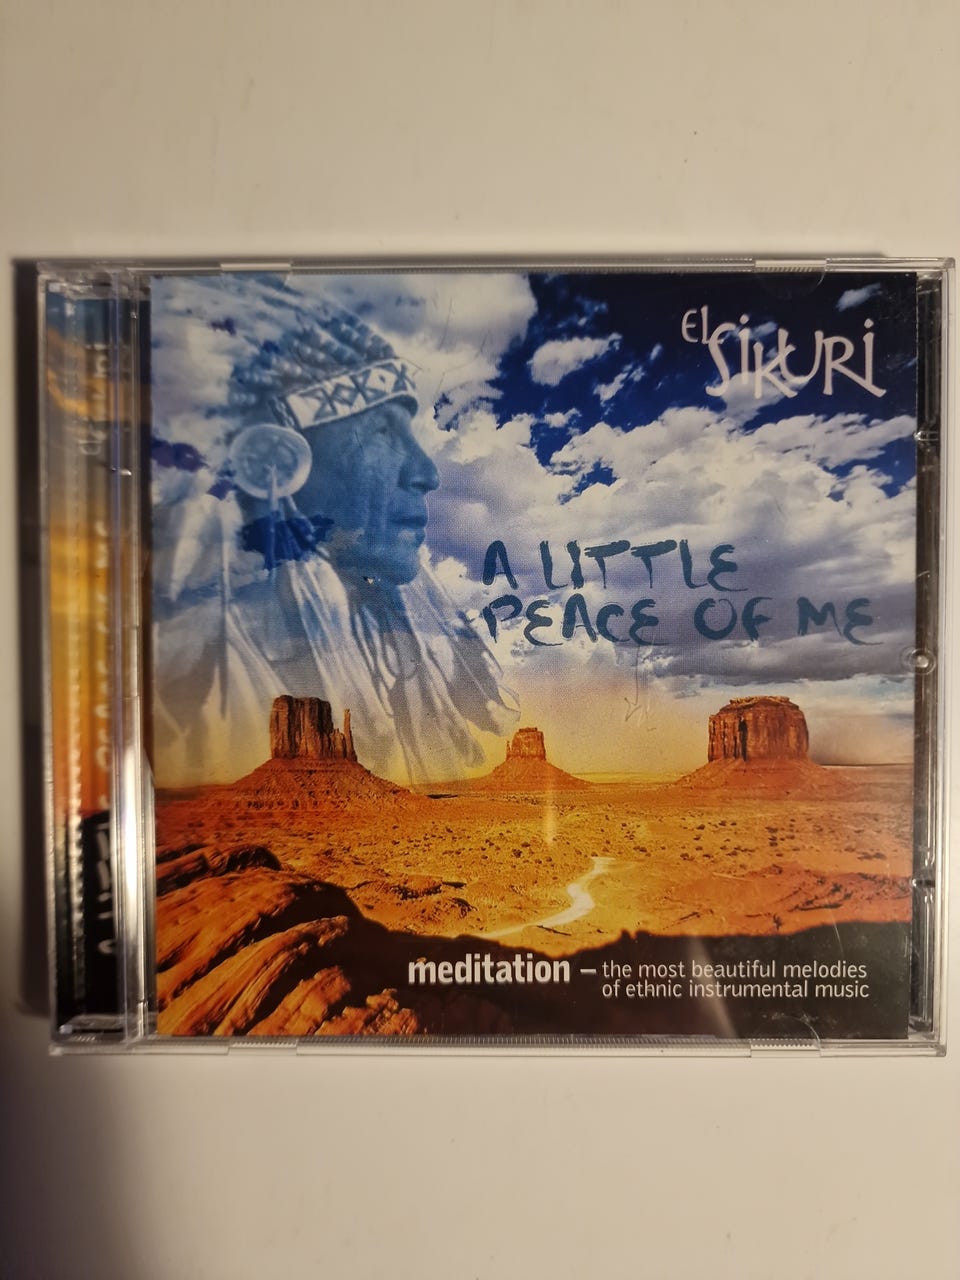 El SiKURi
A LITTLE
PEACE OF ME
meditation – the most beautiful melodies
of ethnic instrumental music